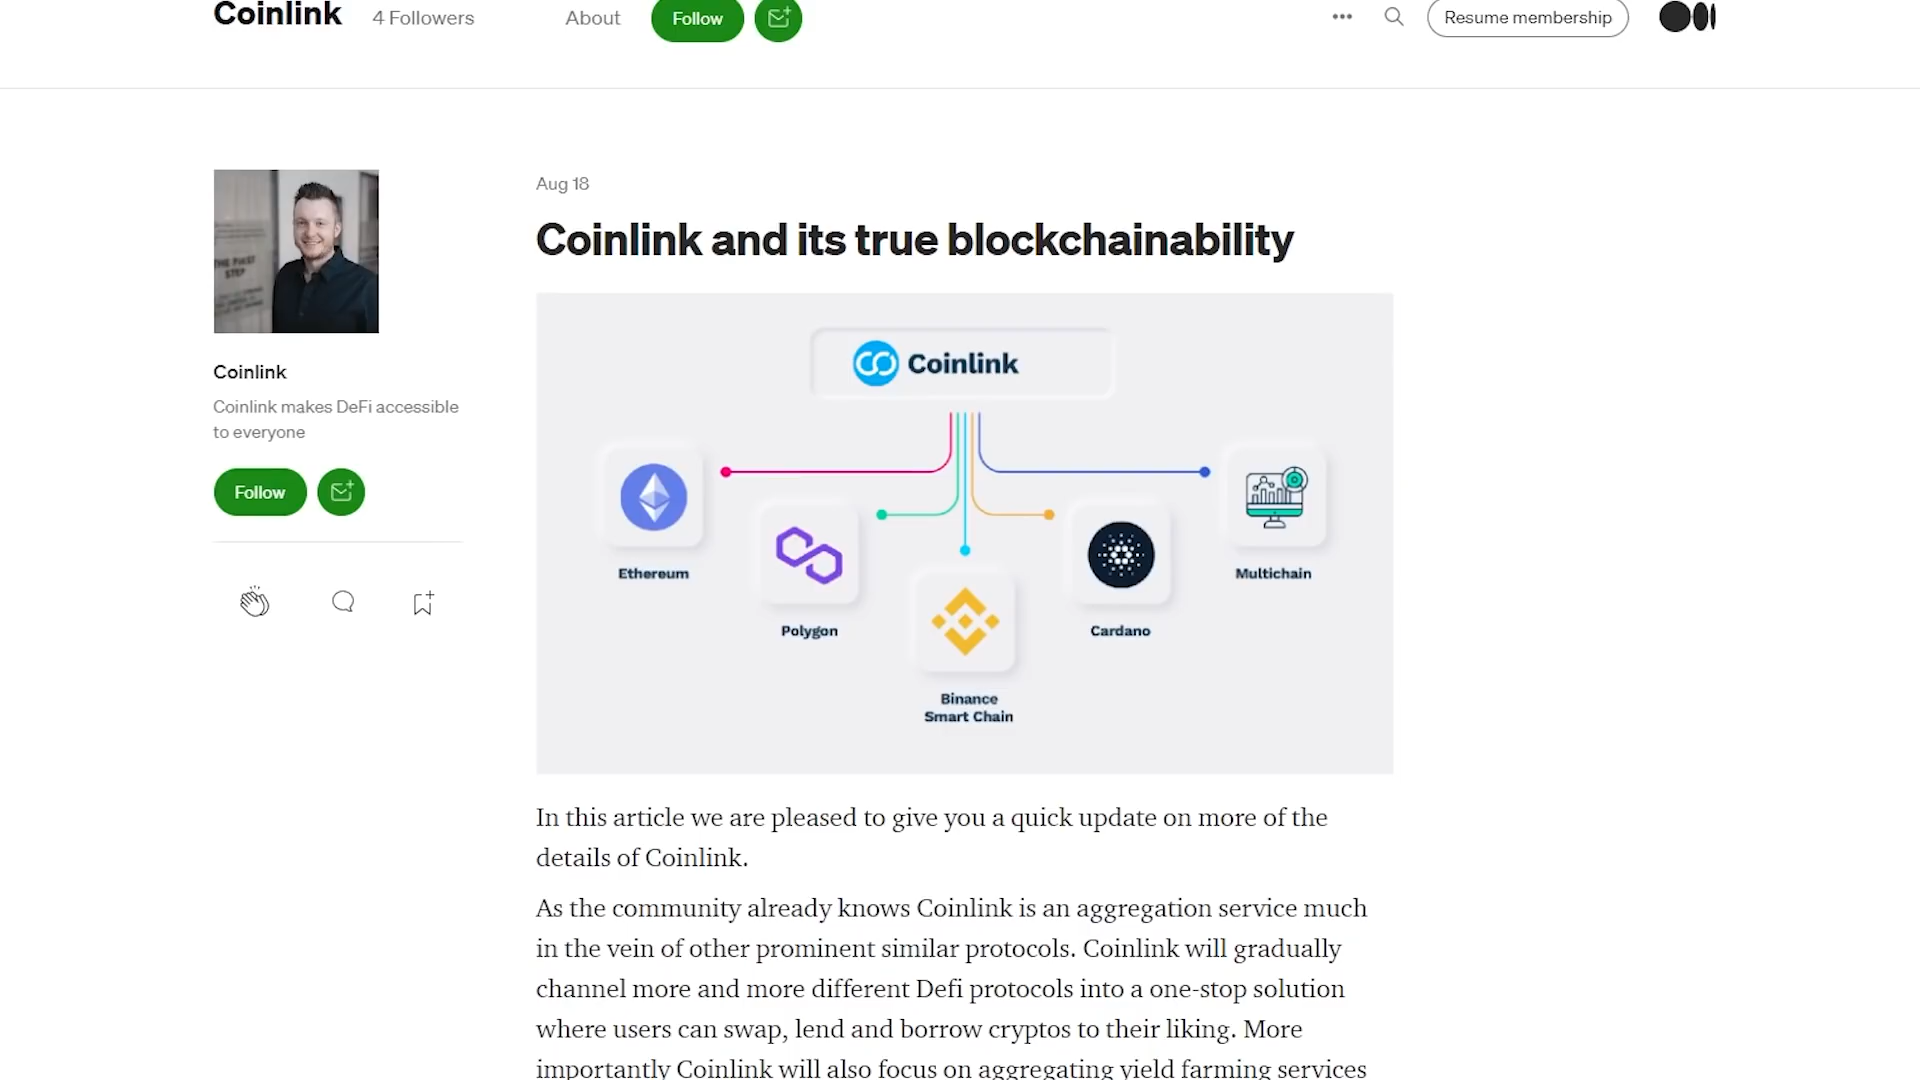 Coinlink
4 Followers
About
Follow
Resume membership
THE FIRST
STEP
Coinlink
Coinlink makes DeFi accessible
to everyone
Follow
Aug 18
Coinlink and its true blockchainability
Coinlink
Ethereum
Polygon
Binance
Smart Chain
Cardano
Multichain
In this article we are pleased to give you a quick update on more of the
details of Coinlink.
As the community already knows Coinlink is an aggregation service much
in the vein of other prominent similar protocols. Coinlink will gradually
channel more and more different Defi protocols into a one-stop solution
where users can swap, lend and borrow cryptos to their liking. More
importantly Coinlink will also focus on aggregating yield farming services